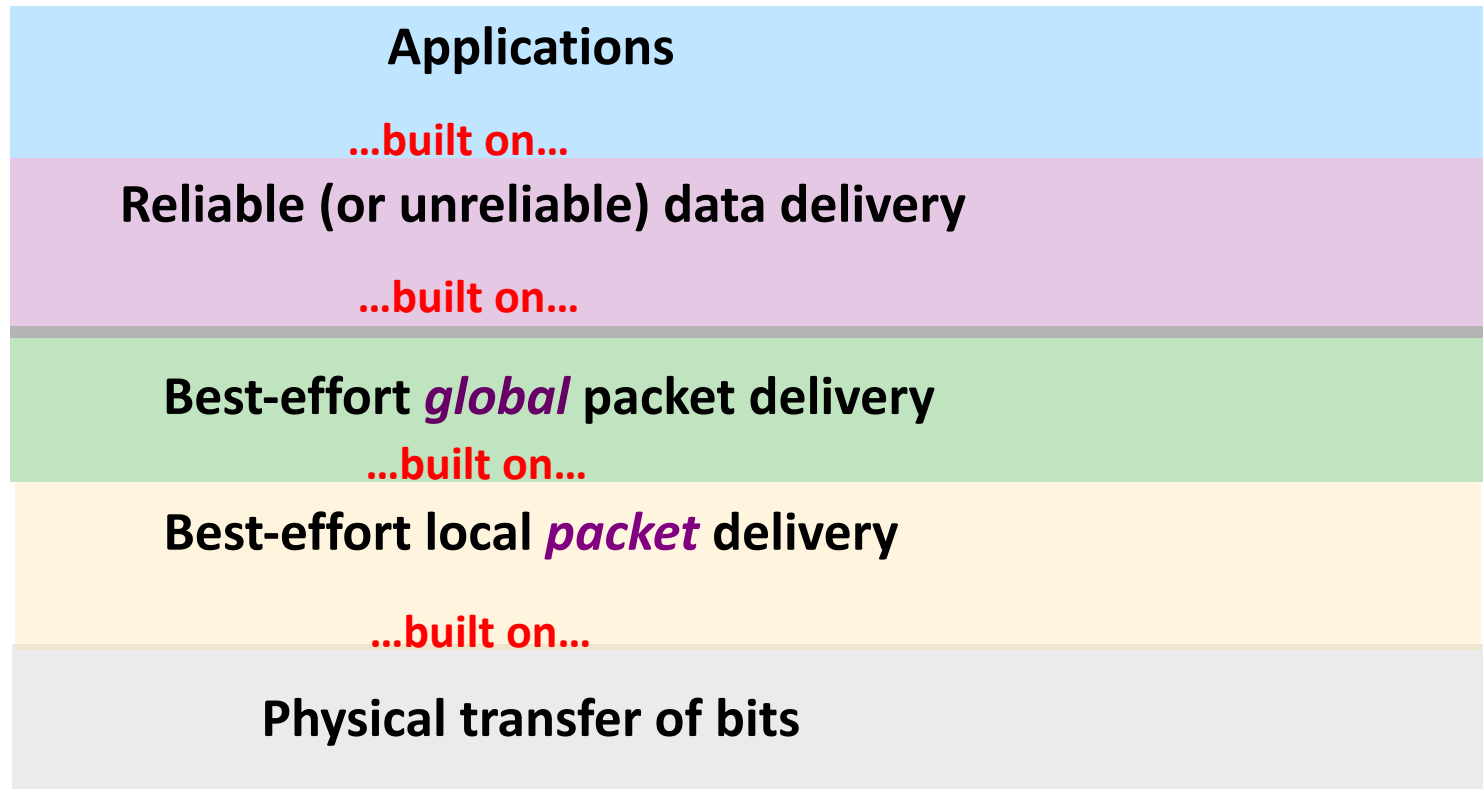 Applications
…built on…
Reliable (or unreliable) data delivery
…built on…
Best-effort global packet delivery
…built on…
Best-effort local packet delivery
…built on…
Physical transfer of bits